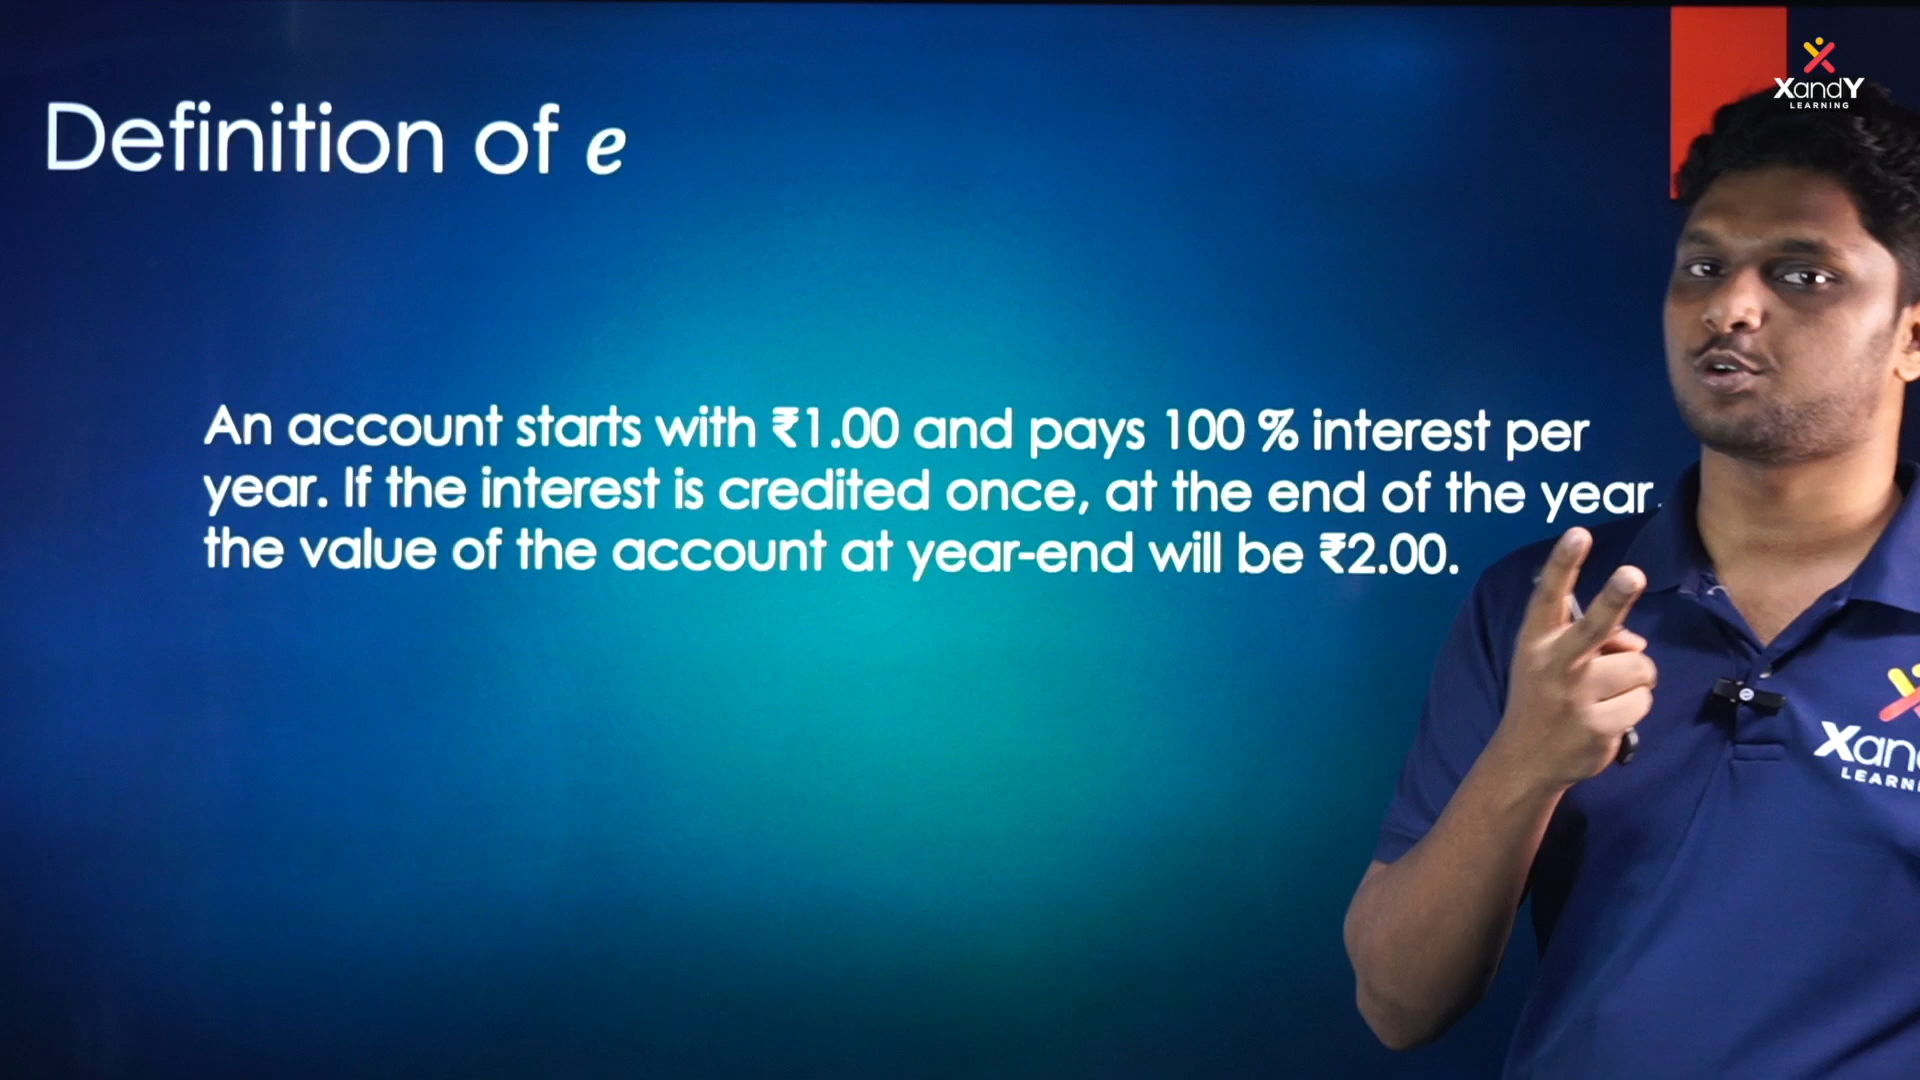 XandY
LEARNING
Definition of e
An account starts with ₹1.00 and pays 100 % interest per
year. If the interest is credited once, at the end of the year
the value of the account at year-end will be ₹2.00.
Xan
LEARN